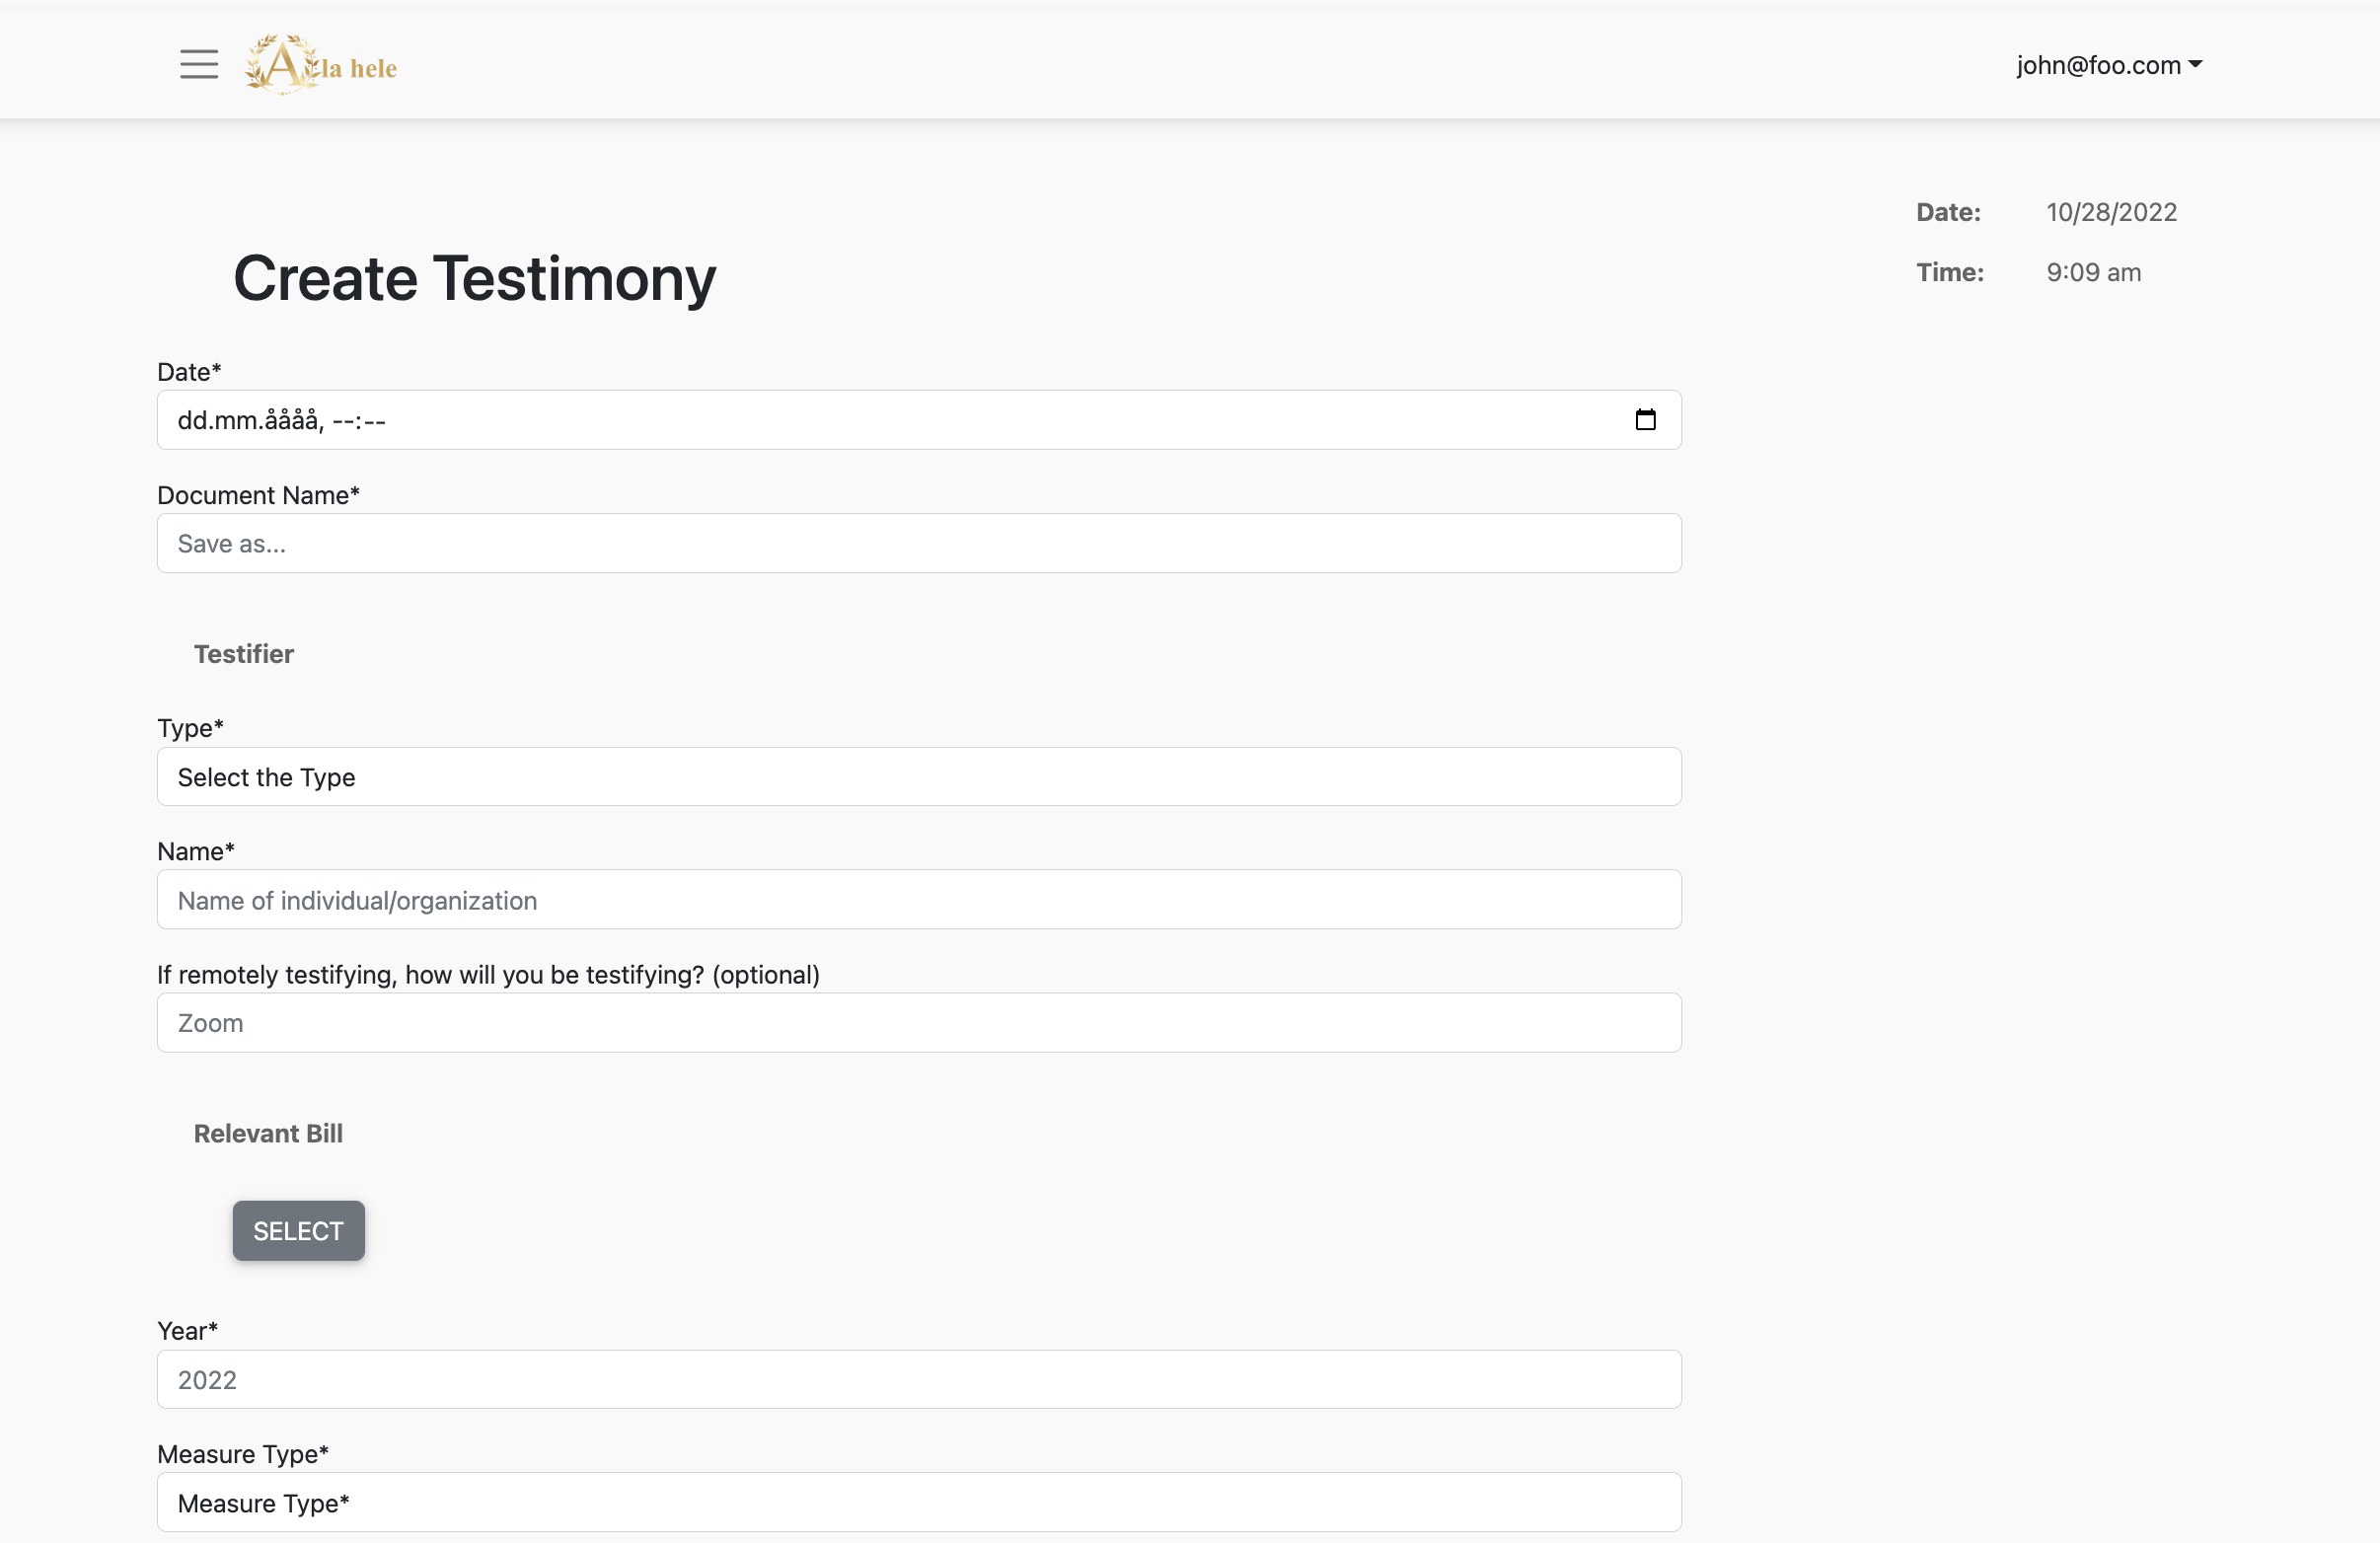 A la hele
john@foo.com
Date: 10/28/2022
Time: 9:09 am
Create Testimony
Date*
dd.mm.åååå, --:--
Document Name*
Save as...
Testifier
Type*
Select the Type
Name*
Name of individual/organization
If remotely testifying, how will you be testifying? (optional)
Zoom
Relevant Bill
SELECT
Year*
2022
Measure Type*
Measure Type*